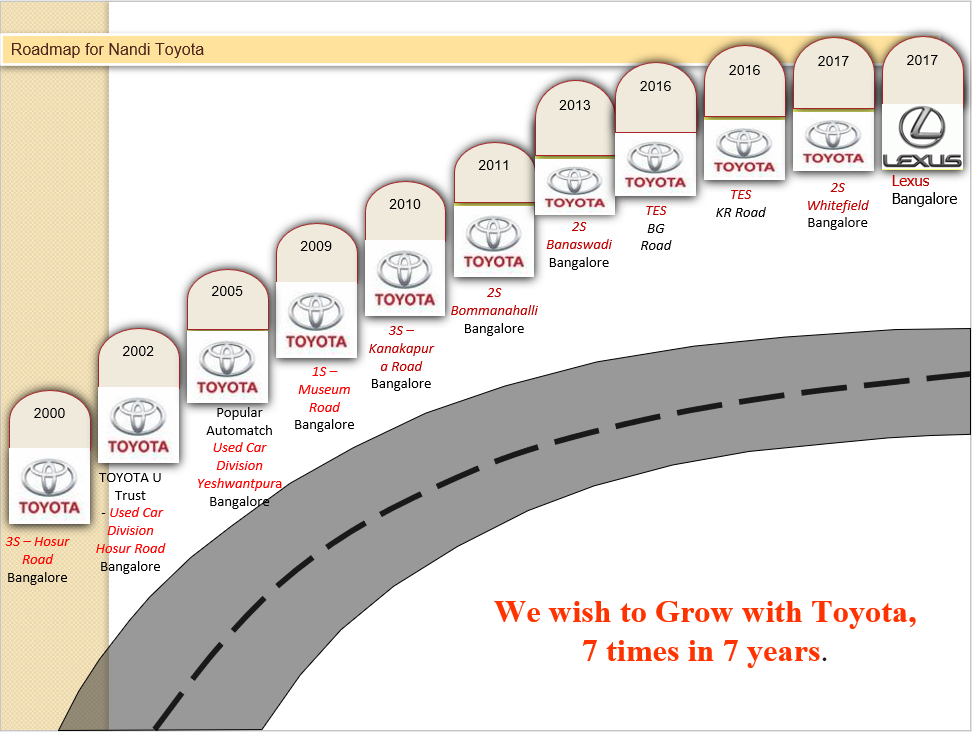 Roadmap for Nandi Toyota
2000
TOYOTA
3S – Hosur
Road
Bangalore
2002
TOYOTA
TOYOTA U
Trust
- Used Car
Division
Hosur Road
Bangalore
2005
TOYOTA
Popular
Automatch
Used Car
Division
Yeshwantpura
Bangalore
2009
TOYOTA
1S –
Museum
Road
Bangalore
2010
TOYOTA
3S –
Kanakapur
a Road
Bangalore
2011
TOYOTA
2S
Bommanahalli
Bangalore
2013
TOYOTA
2S
Banaswadi
Bangalore
2016
TOYOTA
TES
BG
Road
2016
TOYOTA
TES
KR Road
2017
TOYOTA
2S
Whitefield
Bangalore
2017
LEXUS
Lexus
Bangalore
We wish to Grow with Toyota,
7 times in 7 years.